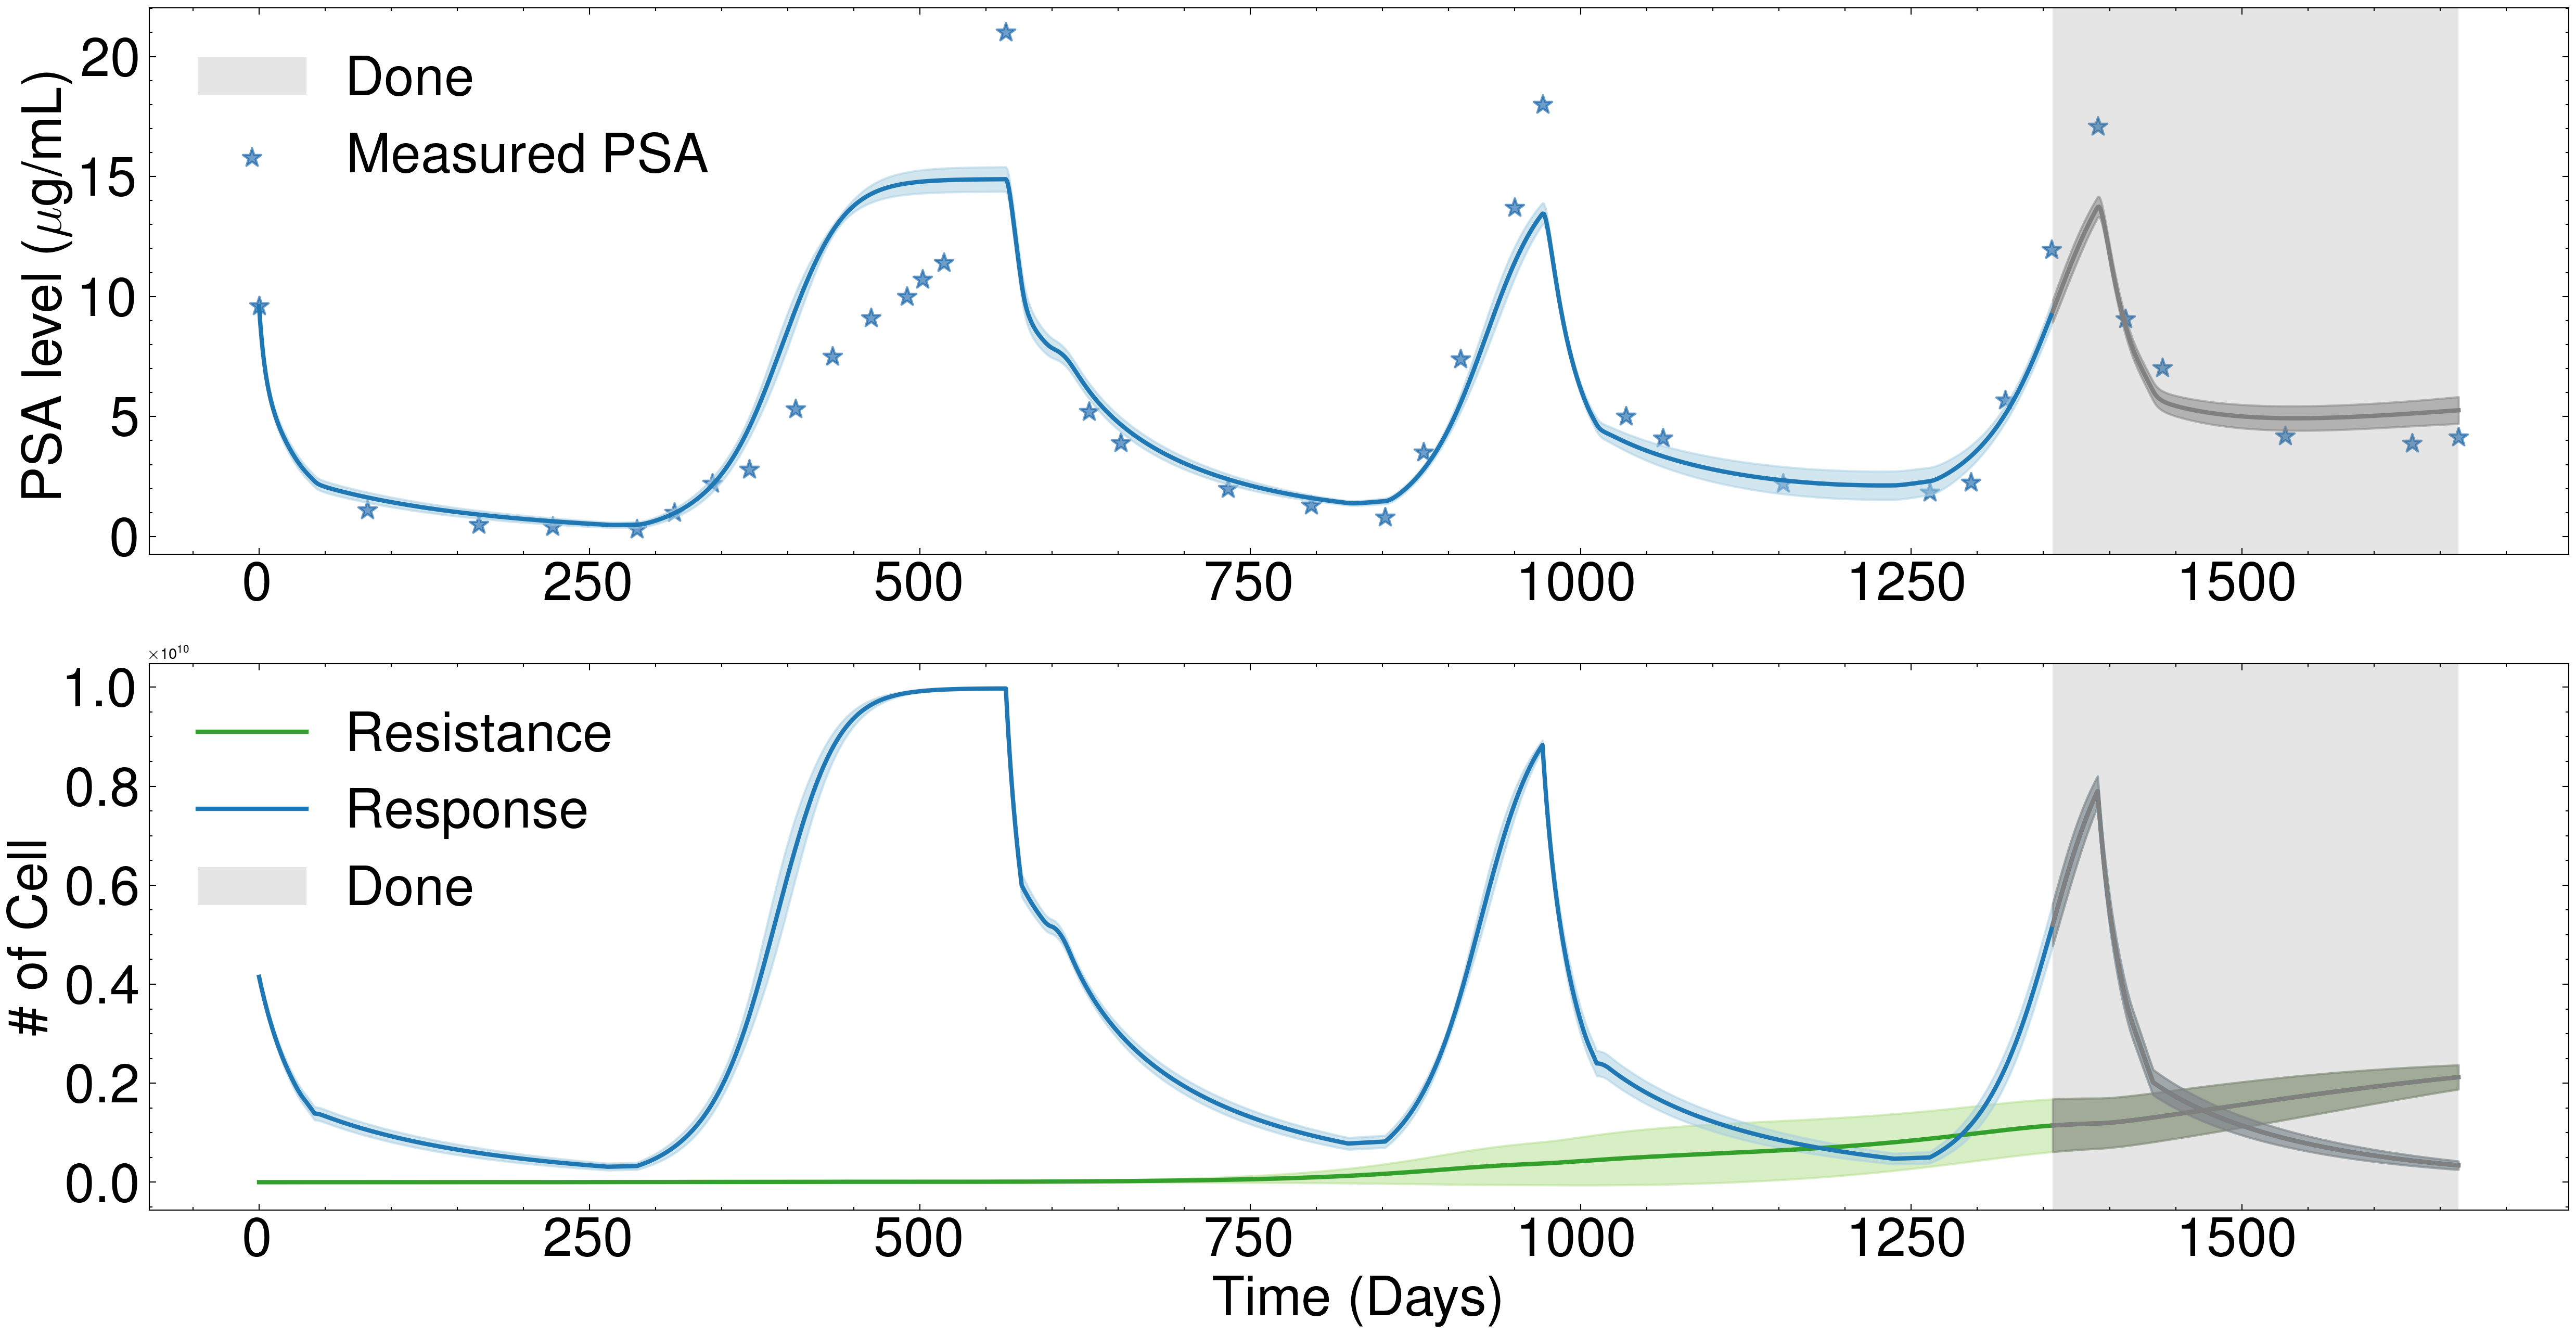 PSA level (μg/mL)
20
15
10
5
0
Done
Measured PSA
0 250 500 750 1000 1250 1500
×10¹⁰
# of Cell
1.0
0.8
0.6
0.4
0.2
0.0
Resistance
Response
Done
0 250 500 750 1000 1250 1500
Time (Days)